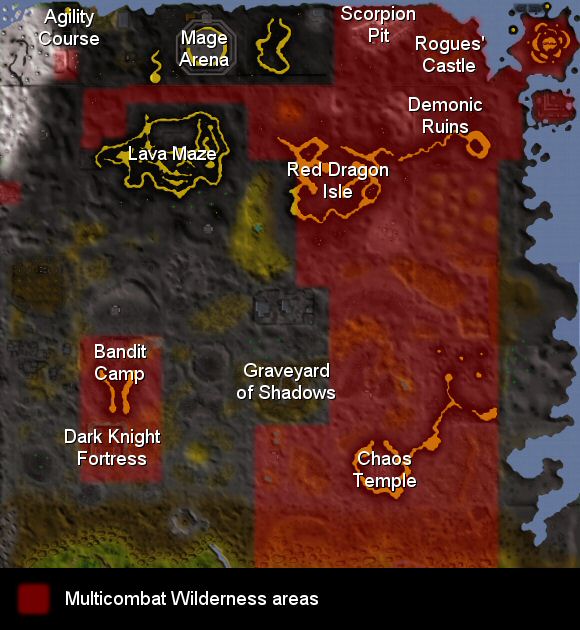 Agility
Course
Mage
Arena
Scorpion
Pit
Rogues'
Castle
Demonic
Ruins
Lava Maze
Red Dragon
Isle
Bandit
Camp
Graveyard
of Shadows
Dark Knight
Fortress
Chaos
Temple
Multicombat Wilderness areas